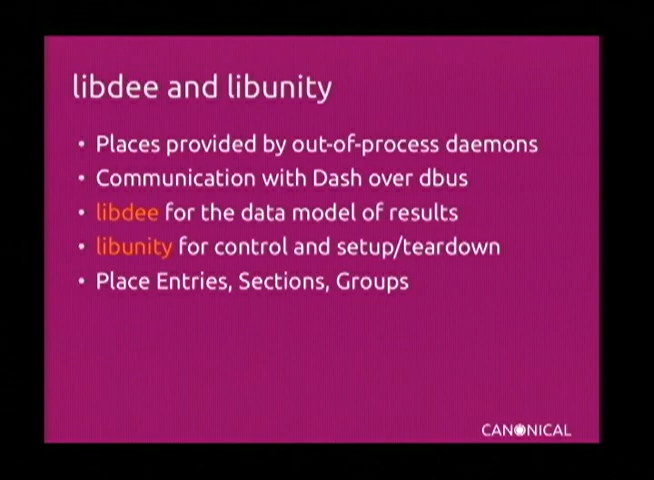 libdee and libunity
• Places provided by out-of-process daemons
• Communication with Dash over dbus
• libdee for the data model of results
• libunity for control and setup/teardown
• Place Entries, Sections, Groups
CANONICAL